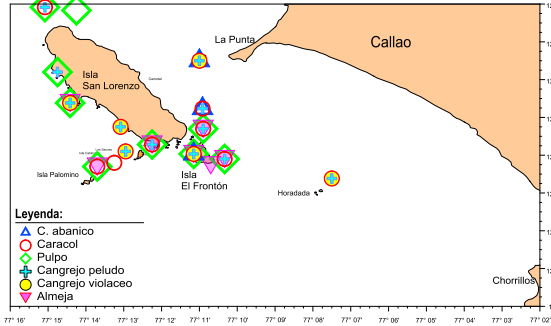 La Punta
Callao
Isla
San Lorenzo
Isla Palomino
Isla
El Frontón
Horadada
Chorrillos
Leyenda:
C. abanico
Caracol
Pulpo
Cangrejo peludo
Cangrejo violaceo
Almeja
77° 16' 77° 15' 77° 14' 77° 13' 77° 12' 77° 11' 77° 10' 77° 09' 77° 08' 77° 07' 77° 06' 77° 05' 77° 04' 77° 03' 77° 02'